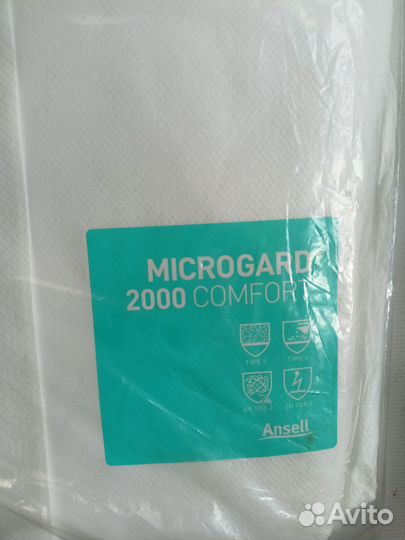 MICROGARD
2000 COMFORT
TYPE 5
TYPE 6
EN 1073-2
EN 1149-5
Ansell
Avito